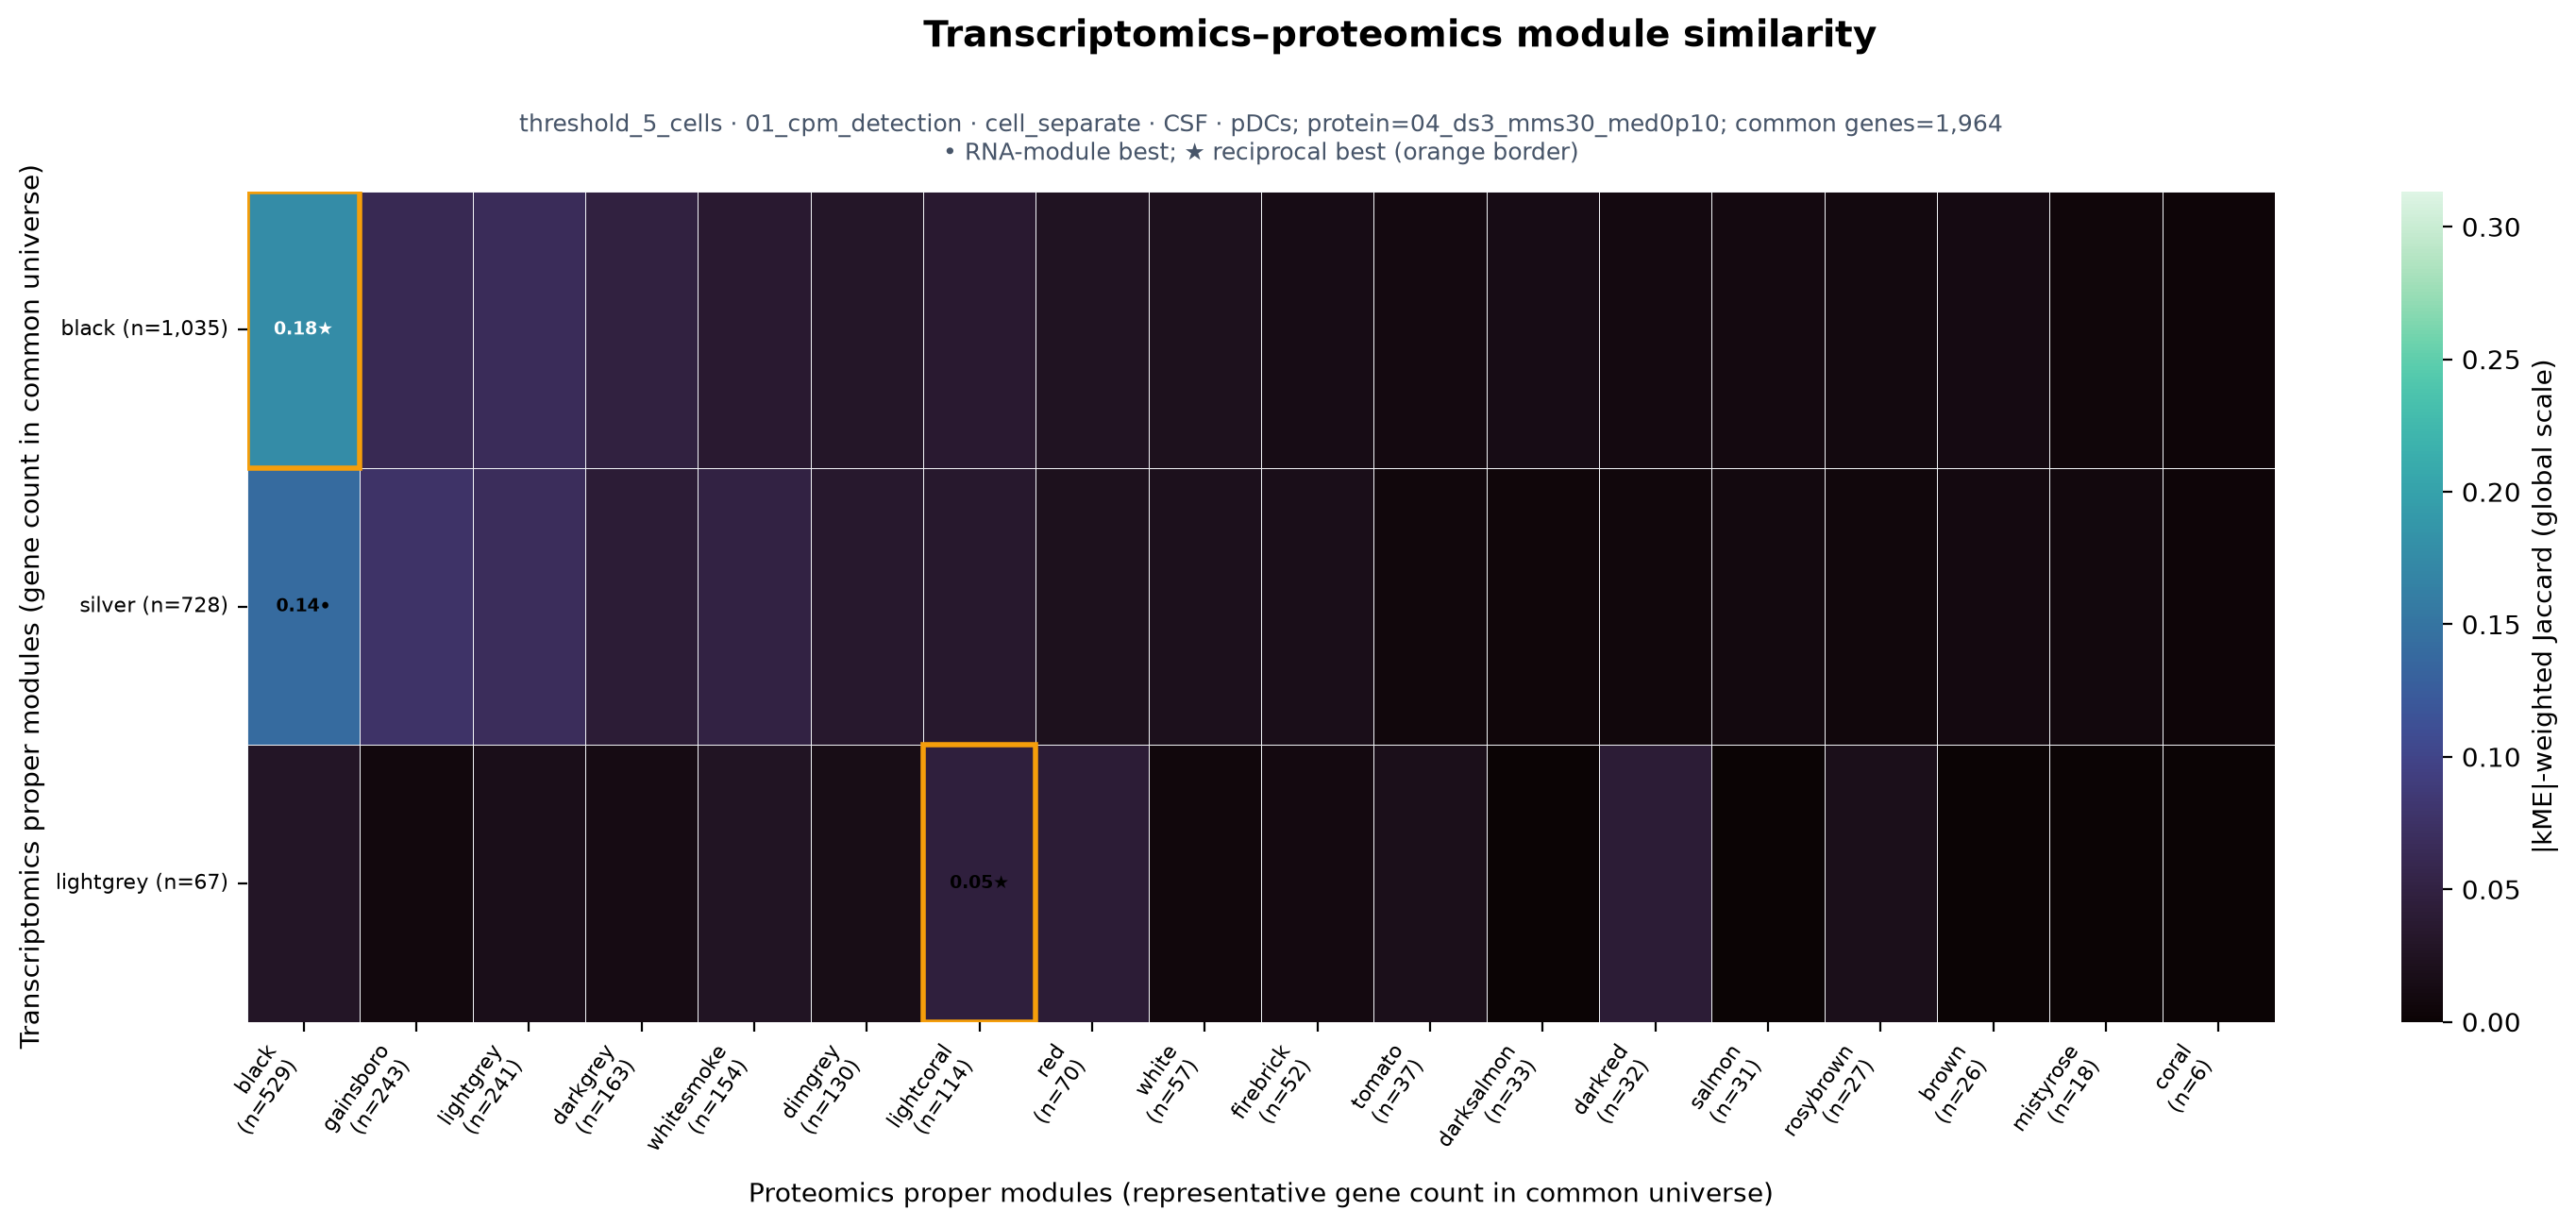 Transcriptomics–proteomics module similarity
threshold_5_cells · 01_cpm_detection · cell_separate · CSF · pDCs; protein=04_ds3_mms30_med0p10; common genes=1,964
• RNA-module best; ★ reciprocal best (orange border)
Transcriptomics proper modules (gene count in common universe)
black (n=1,035)
silver (n=728)
lightgrey (n=67)
0.18★
0.14•
0.05★
black
(n=529)
gainsboro
(n=243)
lightgrey
(n=241)
darkgrey
(n=163)
whitesmoke
(n=154)
dimgrey
(n=130)
lightcoral
(n=114)
red
(n=70)
white
(n=57)
firebrick
(n=52)
tomato
(n=37)
darksalmon
(n=33)
darkred
(n=32)
salmon
(n=31)
rosybrown
(n=27)
brown
(n=26)
mistyrose
(n=18)
coral
(n=6)
Proteomics proper modules (representative gene count in common universe)
0.30
0.25
0.20
0.15
0.10
0.05
0.00
|kME|-weighted Jaccard (global scale)